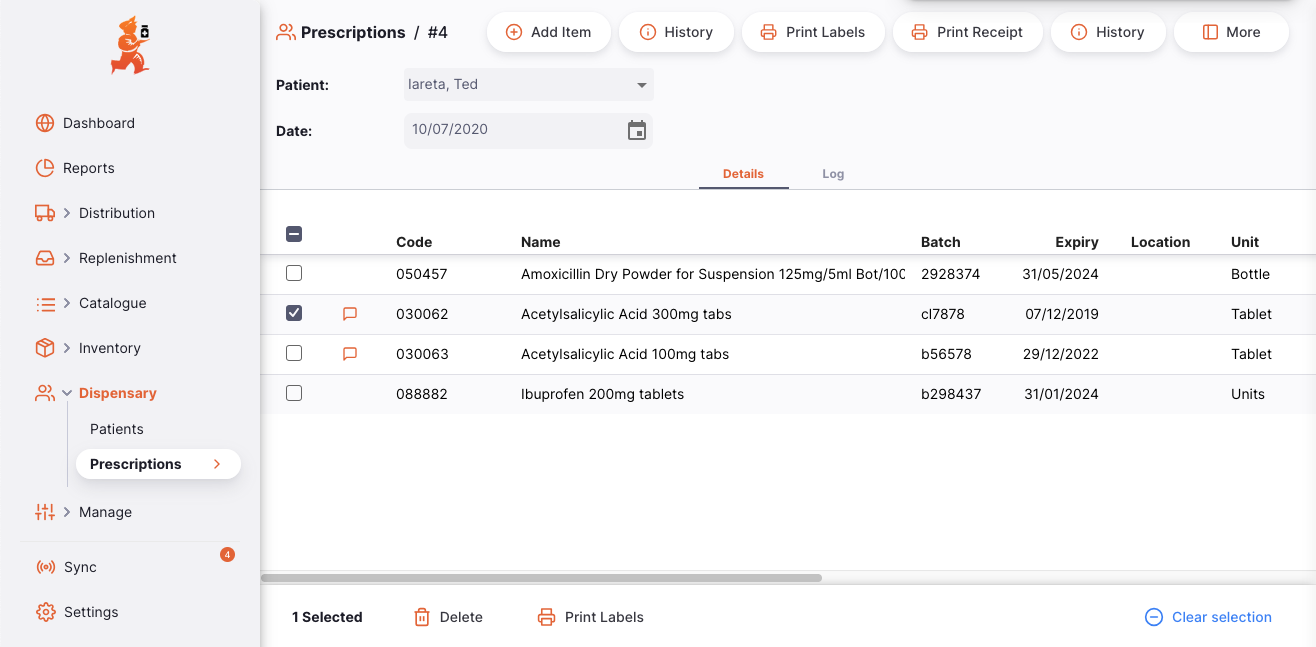 Prescriptions / #4
Add Item
History
Print Labels
Print Receipt
History
More
Patient:
Iareta, Ted
Date:
10/07/2020
Details
Log
Dashboard
Reports
Distribution
Replenishment
Catalogue
Inventory
Dispensary
Patients
Prescriptions
Manage
4
Sync
Settings
Code Name Batch Expiry Location Unit
050457 Amoxicillin Dry Powder for Suspension 125mg/5ml Bot/100 2928374 31/05/2024 Bottle
030062 Acetylsalicylic Acid 300mg tabs cl7878 07/12/2019 Tablet
030063 Acetylsalicylic Acid 100mg tabs b56578 29/12/2022 Tablet
088882 Ibuprofen 200mg tablets b298437 31/01/2024 Units
1 Selected
Delete
Print Labels
Clear selection